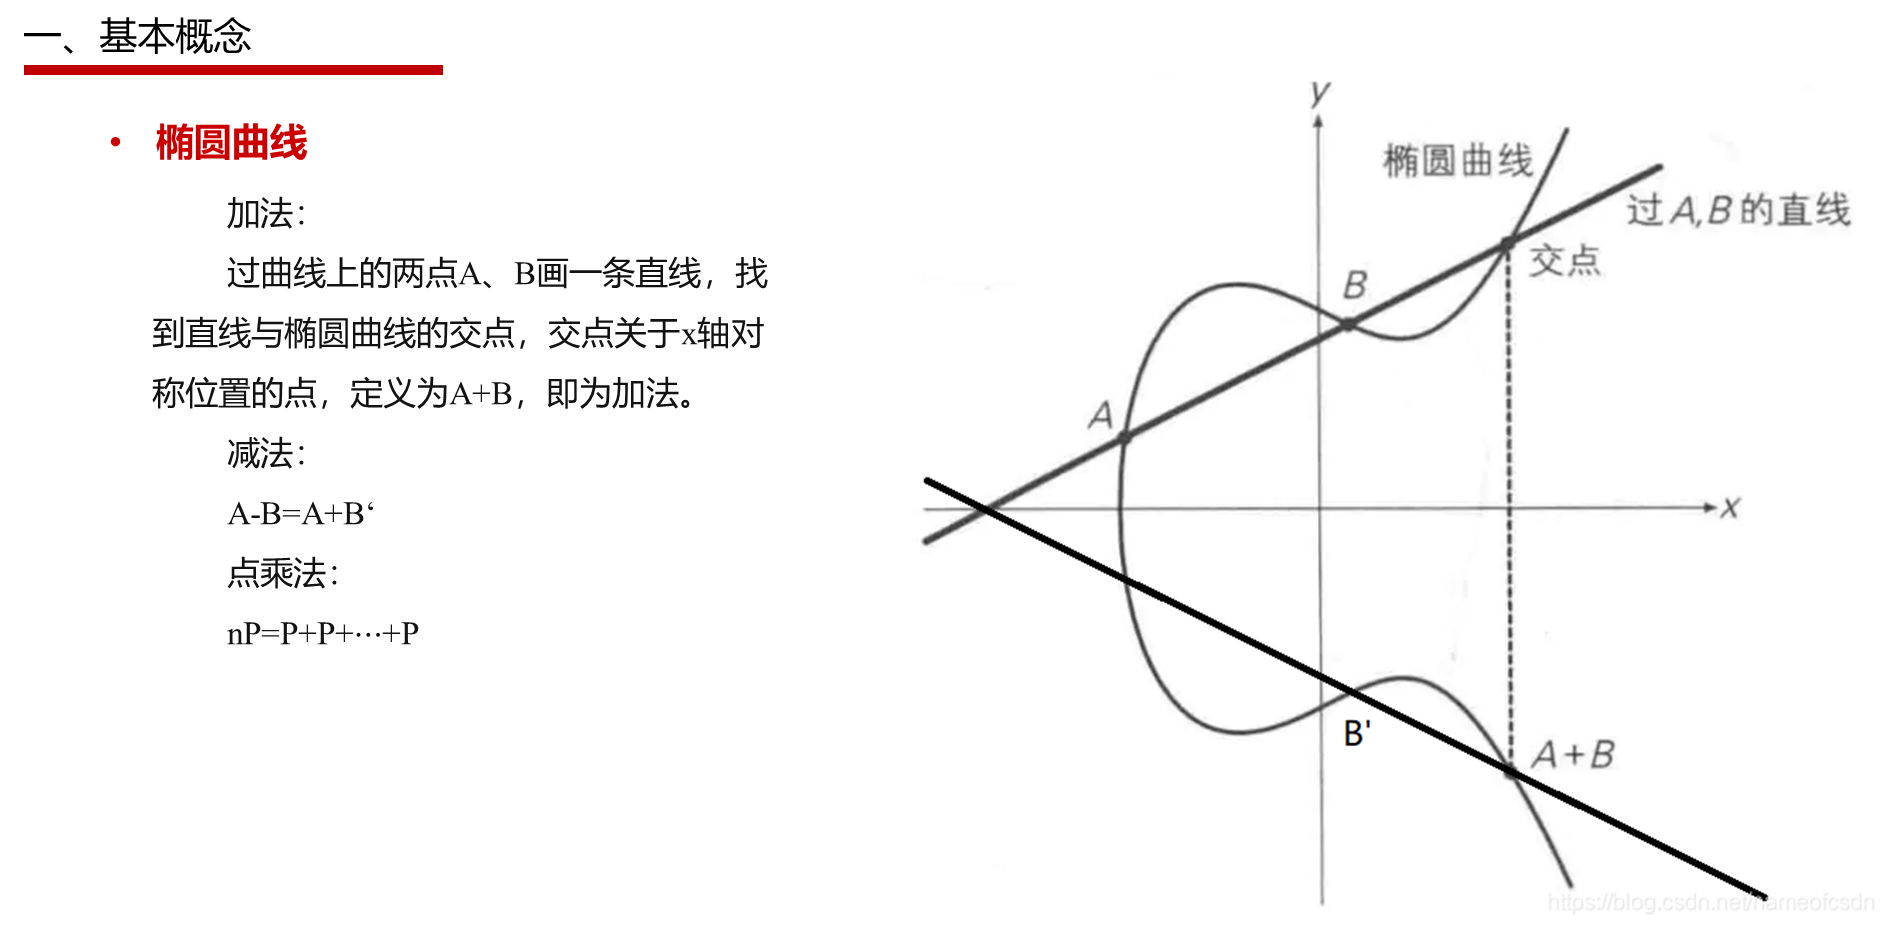 一、基本概念
• 椭圆曲线
加法：
过曲线上的两点A、B画一条直线，找
到直线与椭圆曲线的交点，交点关于x轴对
称位置的点，定义为A+B，即为加法。
减法：
A-B=A+B‘
点乘法：
nP=P+P+···+P
y
椭圆曲线
过A,B的直线
交点
B
A
x
B'
A+B
https://blog.csdn.net/nameofcsdn